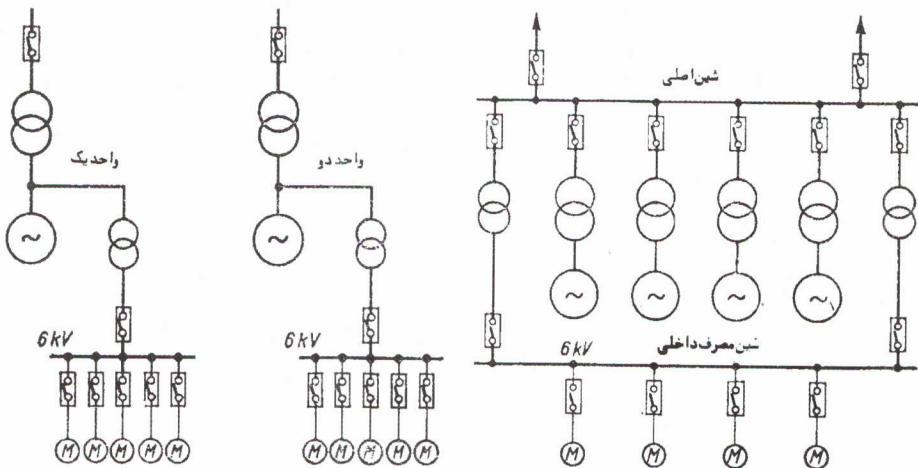 شین اصلی
واحد یک
واحد دو
~ ~ ~ ~ ~ ~
6kV 6kV شین مصرف داخلی
6kV
M M M M
M M M M M M M M M M